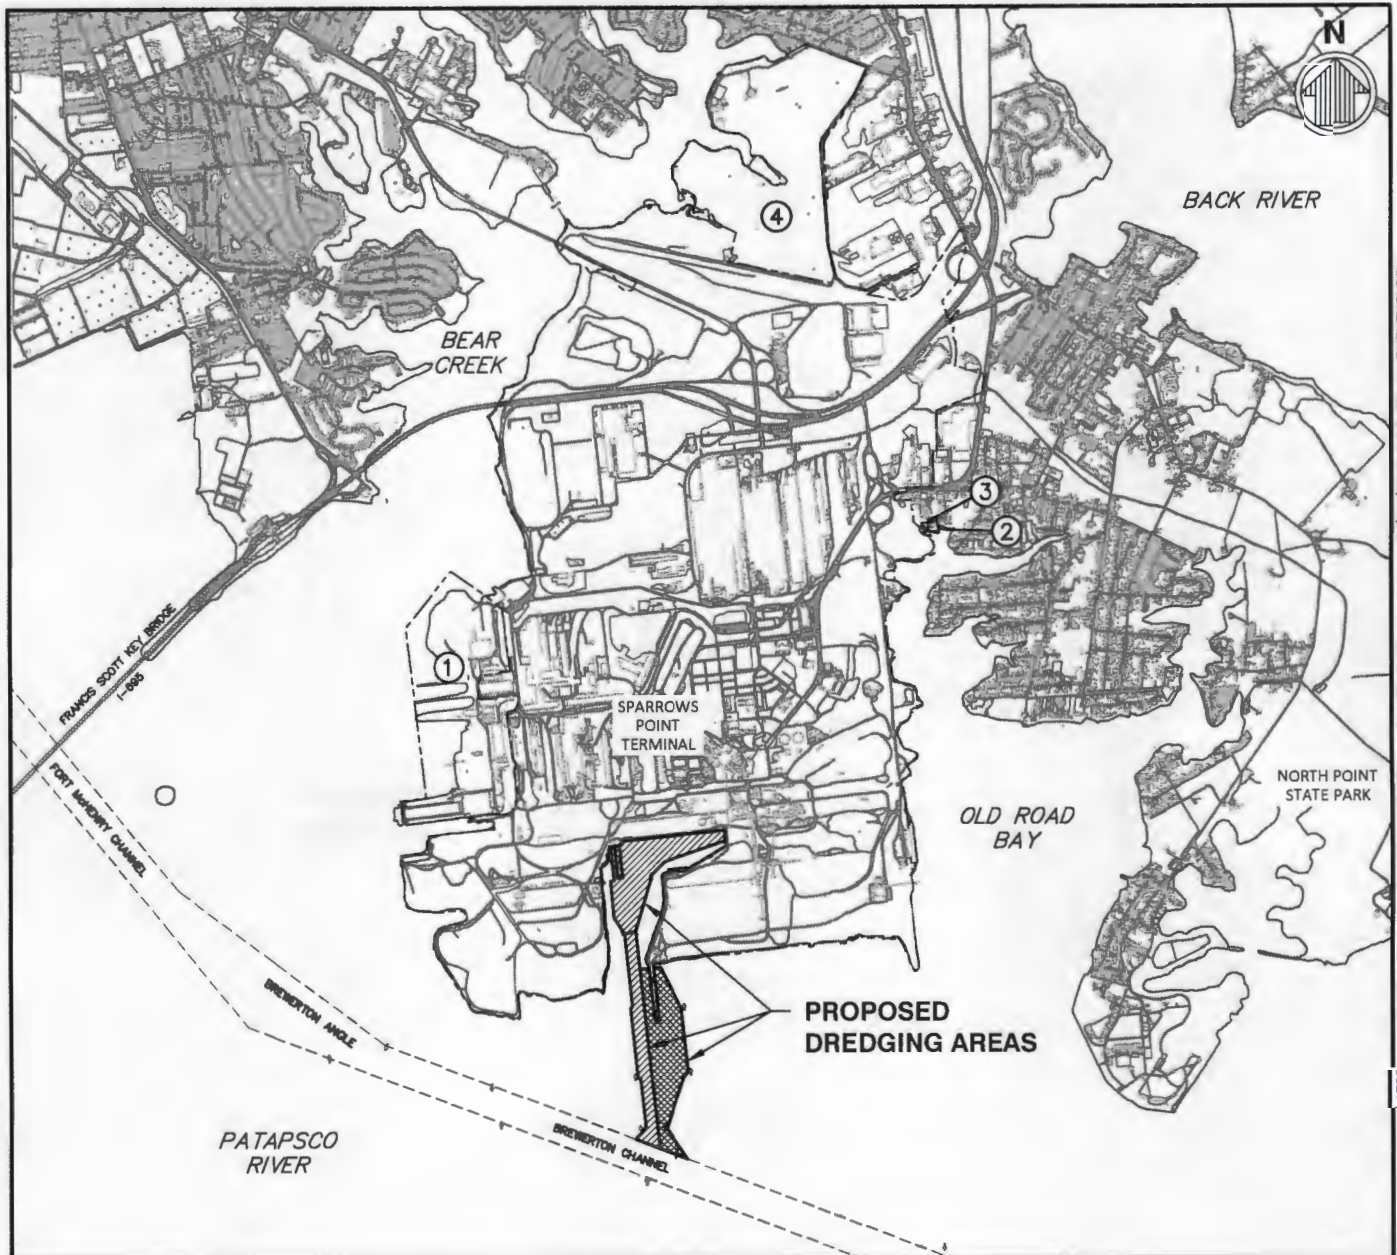 N
BACK RIVER
④
BEAR
CREEK
③
②
FRANCIS SCOTT KEY BRIDGE
I-695
①
SPARROWS
POINT
TERMINAL
FORT McHENRY CHANNEL
NORTH POINT
STATE PARK
OLD ROAD
BAY
BREWERTON ANGLE
PROPOSED
DREDGING AREAS
PATAPSCO
RIVER
BREWERTON CHANNEL